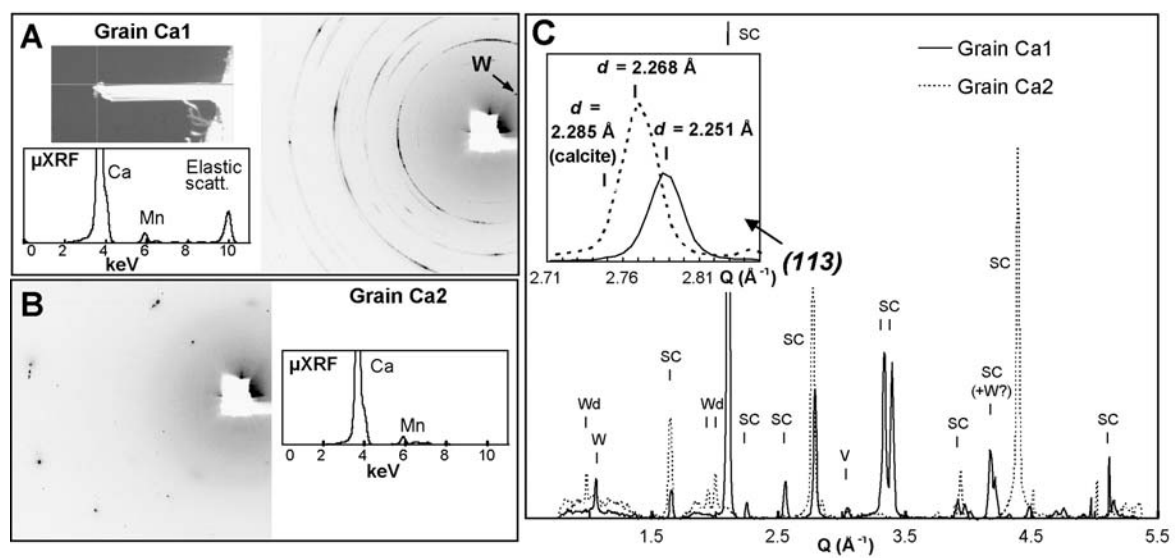 A
Grain Ca1
W
µXRF
Ca
Elastic
scatt.
Mn
0 2 4 6 8 10
keV
B
Grain Ca2
µXRF
Ca
Mn
0 2 4 6 8 10
keV
C
SC
Grain Ca1
Grain Ca2
d = 2.268 Å
d =
2.285 Å
(calcite)
d = 2.251 Å
2.71 2.76 2.81
Q (Å⁻¹)
(113)
SC
SC
SC
SC
SC
(+W?)
Wd
Wd
W
SC
SC
SC
SC
V
1.5 2.5 3.5 4.5 5.5
Q (Å⁻¹)